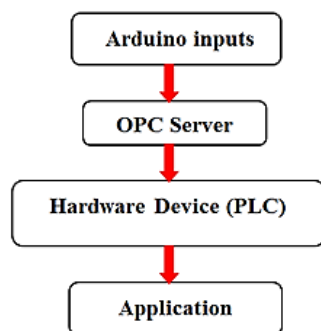 Arduino inputs
OPC Server
Hardware Device (PLC)
Application